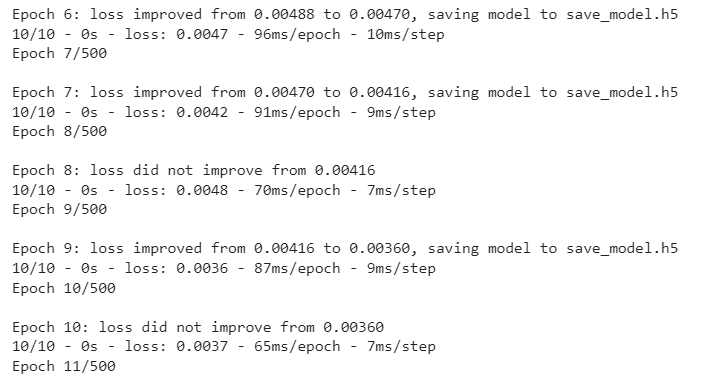 Epoch 6: loss improved from 0.00488 to 0.00470, saving model to save_model.h5
10/10 - 0s - loss: 0.0047 - 96ms/epoch - 10ms/step
Epoch 7/500
Epoch 7: loss improved from 0.00470 to 0.00416, saving model to save_model.h5
10/10 - 0s - loss: 0.0042 - 91ms/epoch - 9ms/step
Epoch 8/500
Epoch 8: loss did not improve from 0.00416
10/10 - 0s - loss: 0.0048 - 70ms/epoch - 7ms/step
Epoch 9/500
Epoch 9: loss improved from 0.00416 to 0.00360, saving model to save_model.h5
10/10 - 0s - loss: 0.0036 - 87ms/epoch - 9ms/step
Epoch 10/500
Epoch 10: loss did not improve from 0.00360
10/10 - 0s - loss: 0.0037 - 65ms/epoch - 7ms/step
Epoch 11/500